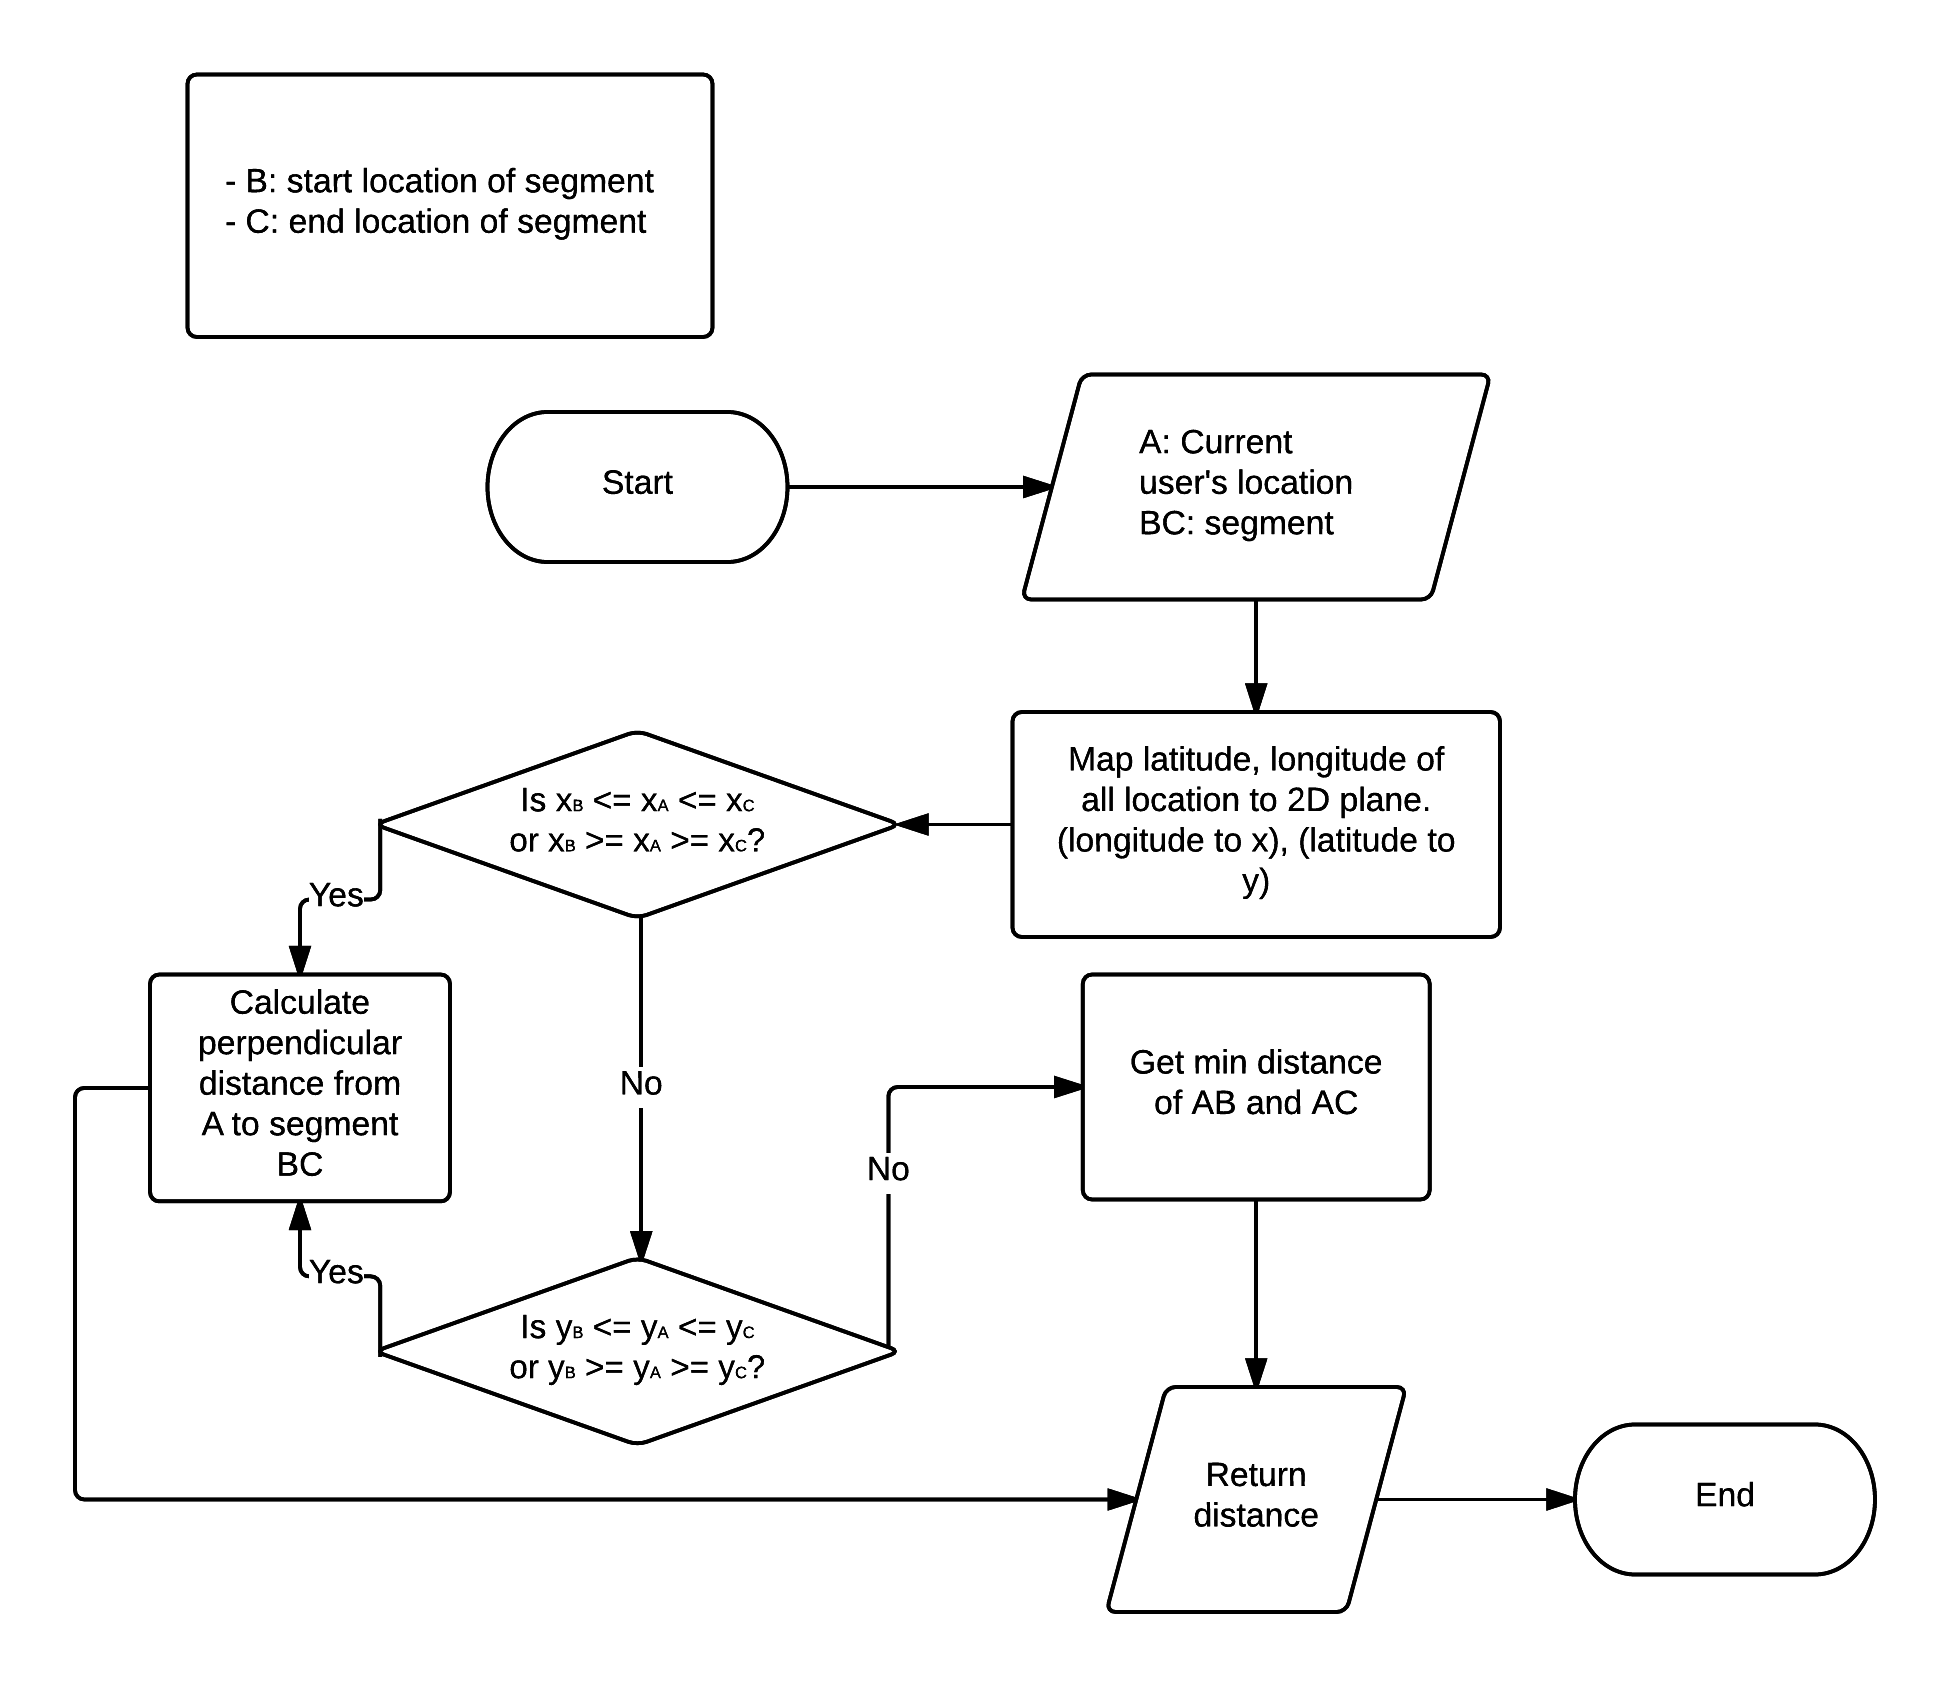 - B: start location of segment
- C: end location of segment
Start
A: Current
user's location
BC: segment
Map latitude, longitude of
all location to 2D plane.
(longitude to x), (latitude to
y)
Is xB <= xA <= xC
or xB >= xA >= xC?
Yes
No
Calculate
perpendicular
distance from
A to segment
BC
Yes
Is yB <= yA <= yC
or yB >= yA >= yC?
No
Get min distance
of AB and AC
Return
distance
End